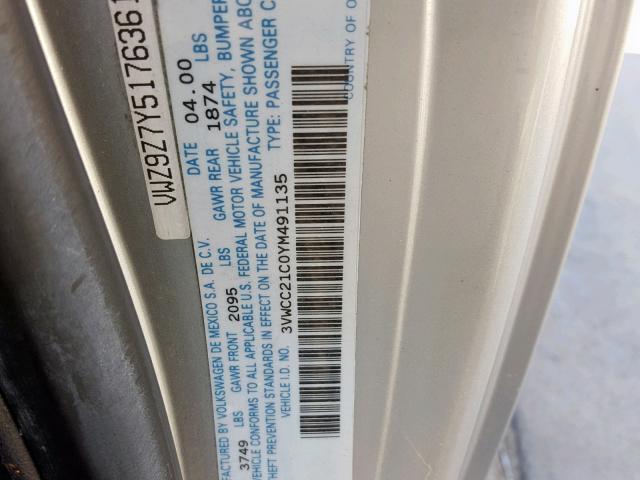 VWZ9Z7Y5176361
FACTURED BY VOLKSWAGEN DE MEXICO S.A. DE C.V. DATE 04.00
3749 LBS GAWR FRONT 2095 LBS GAWR REAR 1874 LBS
VEHICLE CONFORMS TO ALL APPLICABLE U.S. FEDERAL MOTOR VEHICLE SAFETY, BUMPER
THEFT PREVENTION STANDARDS IN EFFECT ON THE DATE OF MANUFACTURE SHOWN ABO
VEHICLE I.D. NO. 3VWCC21C0YM491135 TYPE: PASSENGER C
COUNTRY OF O